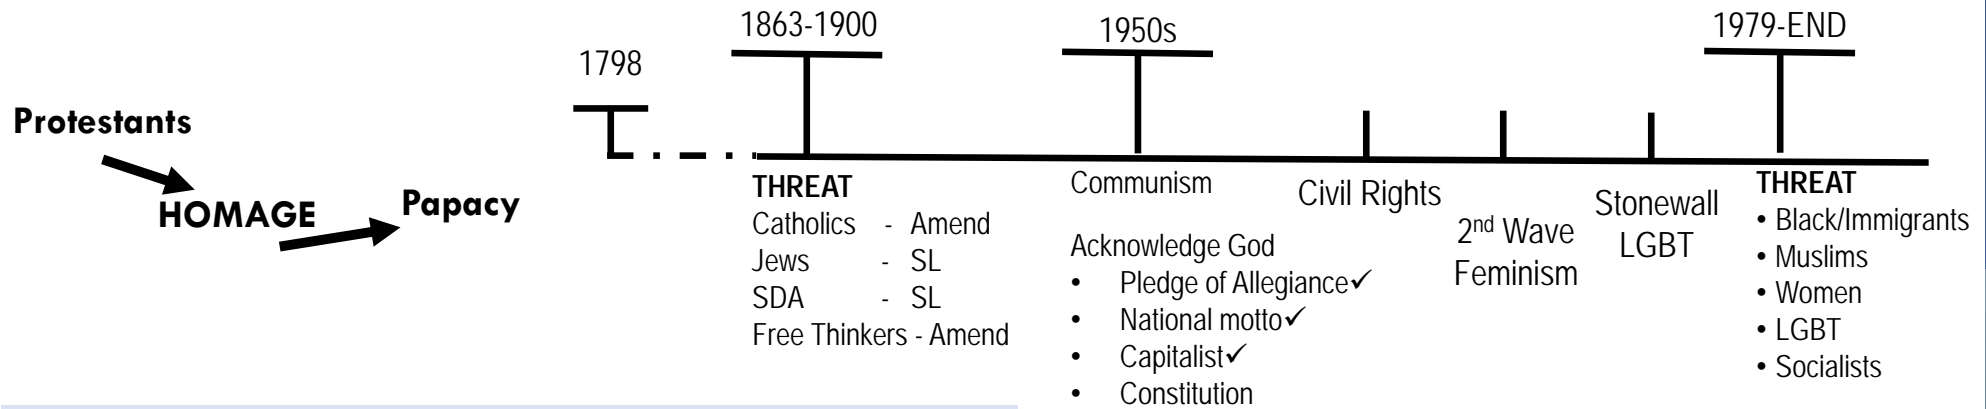 Protestants
HOMAGE
Papacy
1798
1863-1900
THREAT
Catholics - Amend
Jews - SL
SDA - SL
Free Thinkers - Amend
1950s
Communism
Acknowledge God
• Pledge of Allegiance✓
• National motto✓
• Capitalist✓
• Constitution
Civil Rights
2nd Wave
Feminism
Stonewall
LGBT
1979-END
THREAT
• Black/Immigrants
• Muslims
• Women
• LGBT
• Socialists